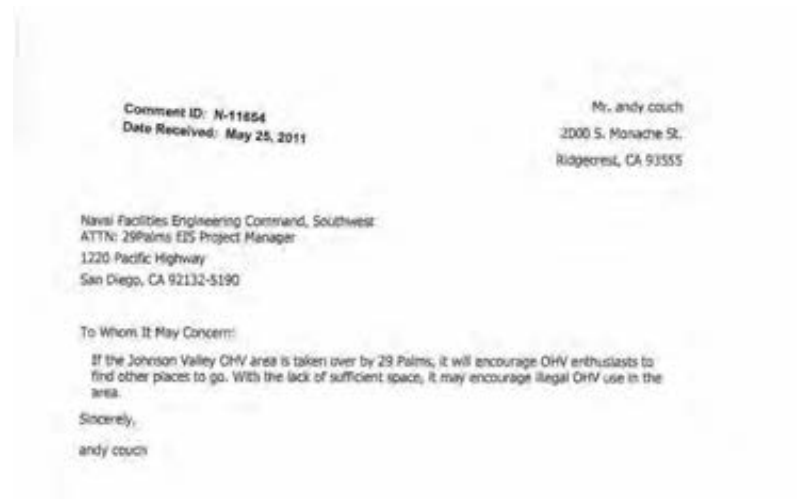 Comment ID: N-11654
Date Received: May 25, 2011
Mr. andy couch
2000 S. Monache St.
Ridgecrest, CA 93555
Naval Facilities Engineering Command, Southwest
ATTN: 29Palms EIS Project Manager
1220 Pacific Highway
San Diego, CA 92132-5190
To Whom It May Concern:
If the Johnson Valley OHV area is taken over by 29 Palms, it will encourage OHV enthusiasts to
find other places to go. With the lack of sufficient space, it may encourage illegal OHV use in the
area.
Sincerely,
andy couch